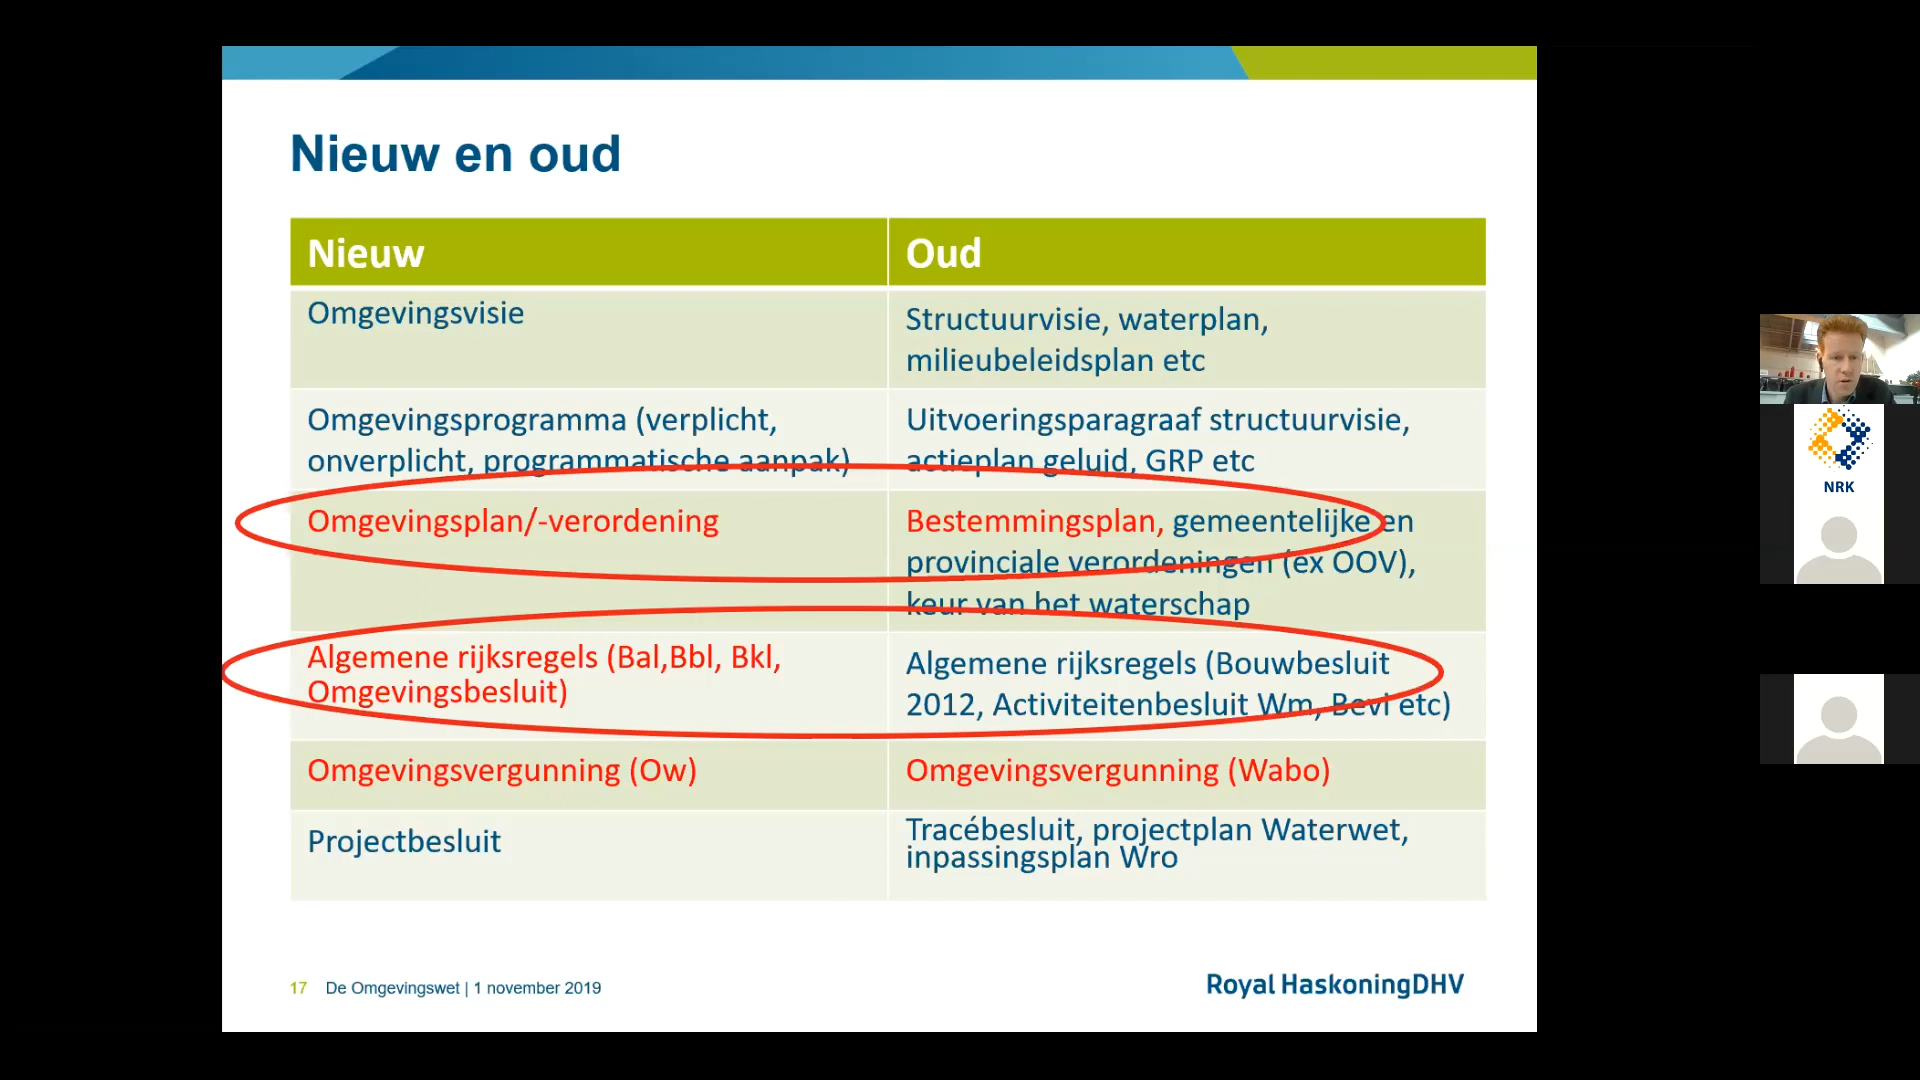 Nieuw en oud
Nieuw
Oud
Omgevingsvisie
Structuurvisie, waterplan,
milieubeleidsplan etc
Omgevingsprogramma (verplicht,
onverplicht, programmatische aanpak)
Uitvoeringsparagraaf structuurvisie,
actieplan geluid, GRP etc
Omgevingsplan/-verordening
Bestemmingsplan, gemeentelijke en
provinciale verordeningen (ex OOV),
keur van het waterschap
Algemene rijksregels (Bal,Bbl, Bkl,
Omgevingsbesluit)
Algemene rijksregels (Bouwbesluit
2012, Activiteitenbesluit Wm, Bevi etc)
Omgevingsvergunning (Ow)
Omgevingsvergunning (Wabo)
Projectbesluit
Tracébesluit, projectplan Waterwet,
inpassingsplan Wro
17 De Omgevingswet | 1 november 2019
Royal HaskoningDHV
NRK